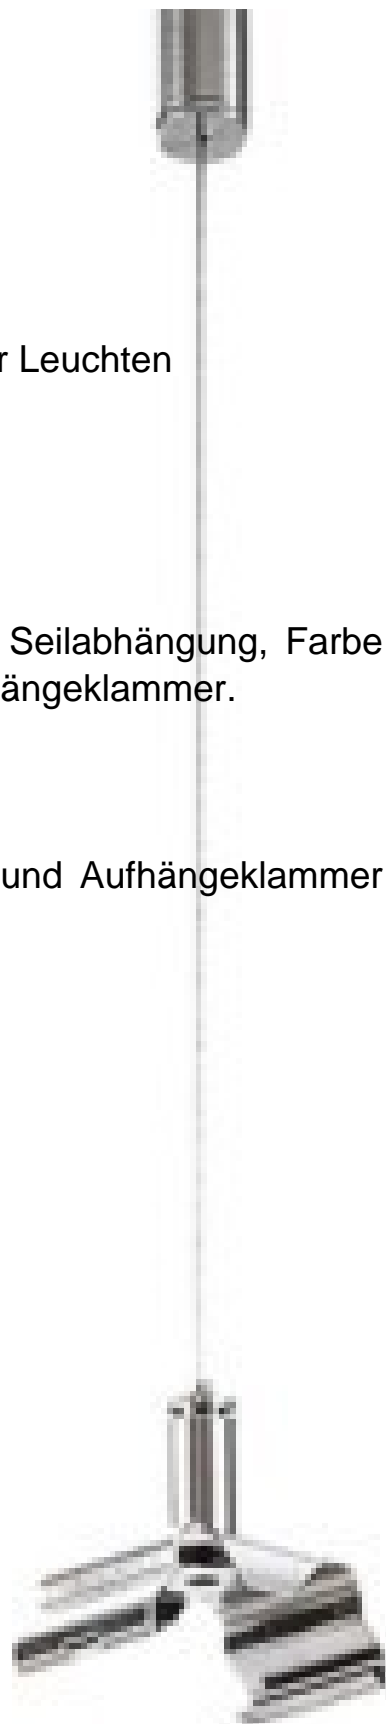 r Leuchten
Seilabhängung, Farbe
ängeklammer.
und Aufhängeklammer